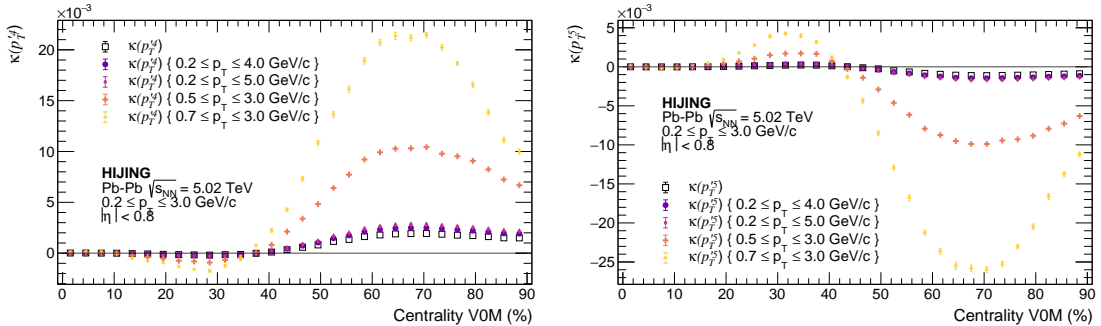 ×10⁻³
κ(p_T'⁴)
20
15
10
5
0
κ(p_T'⁴)
κ(p_T'⁴) { 0.2 ≤ p_T ≤ 4.0 GeV/c }
κ(p_T'⁴) { 0.2 ≤ p_T ≤ 5.0 GeV/c }
κ(p_T'⁴) { 0.5 ≤ p_T ≤ 3.0 GeV/c }
κ(p_T'⁴) { 0.7 ≤ p_T ≤ 3.0 GeV/c }
HIJING
Pb-Pb √s_NN = 5.02 TeV
0.2 ≤ p_T ≤ 3.0 GeV/c
|η| < 0.8
0 10 20 30 40 50 60 70 80 90
Centrality V0M (%)
×10⁻³
κ(p_T'⁵)
5
0
−5
−10
−15
−20
−25
HIJING
Pb-Pb √s_NN = 5.02 TeV
0.2 ≤ p_T ≤ 3.0 GeV/c
|η| < 0.8
κ(p_T'⁵)
κ(p_T'⁵) { 0.2 ≤ p_T ≤ 4.0 GeV/c }
κ(p_T'⁵) { 0.2 ≤ p_T ≤ 5.0 GeV/c }
κ(p_T'⁵) { 0.5 ≤ p_T ≤ 3.0 GeV/c }
κ(p_T'⁵) { 0.7 ≤ p_T ≤ 3.0 GeV/c }
0 10 20 30 40 50 60 70 80 90
Centrality V0M (%)